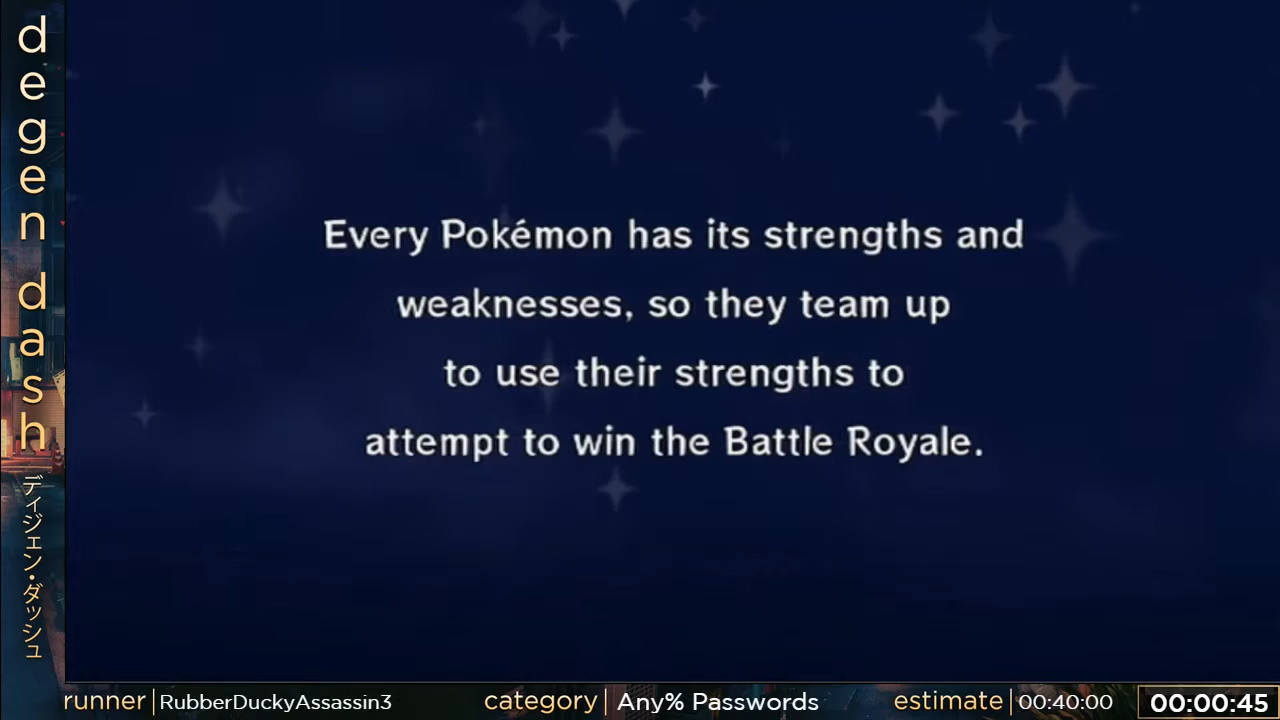 degen dash
ディジェン・ダッシュ
Every Pokémon has its strengths and
weaknesses, so they team up
to use their strengths to
attempt to win the Battle Royale.
runner | RubberDuckyAssassin3
category | Any% Passwords
estimate | 00:40:00
00:00:45